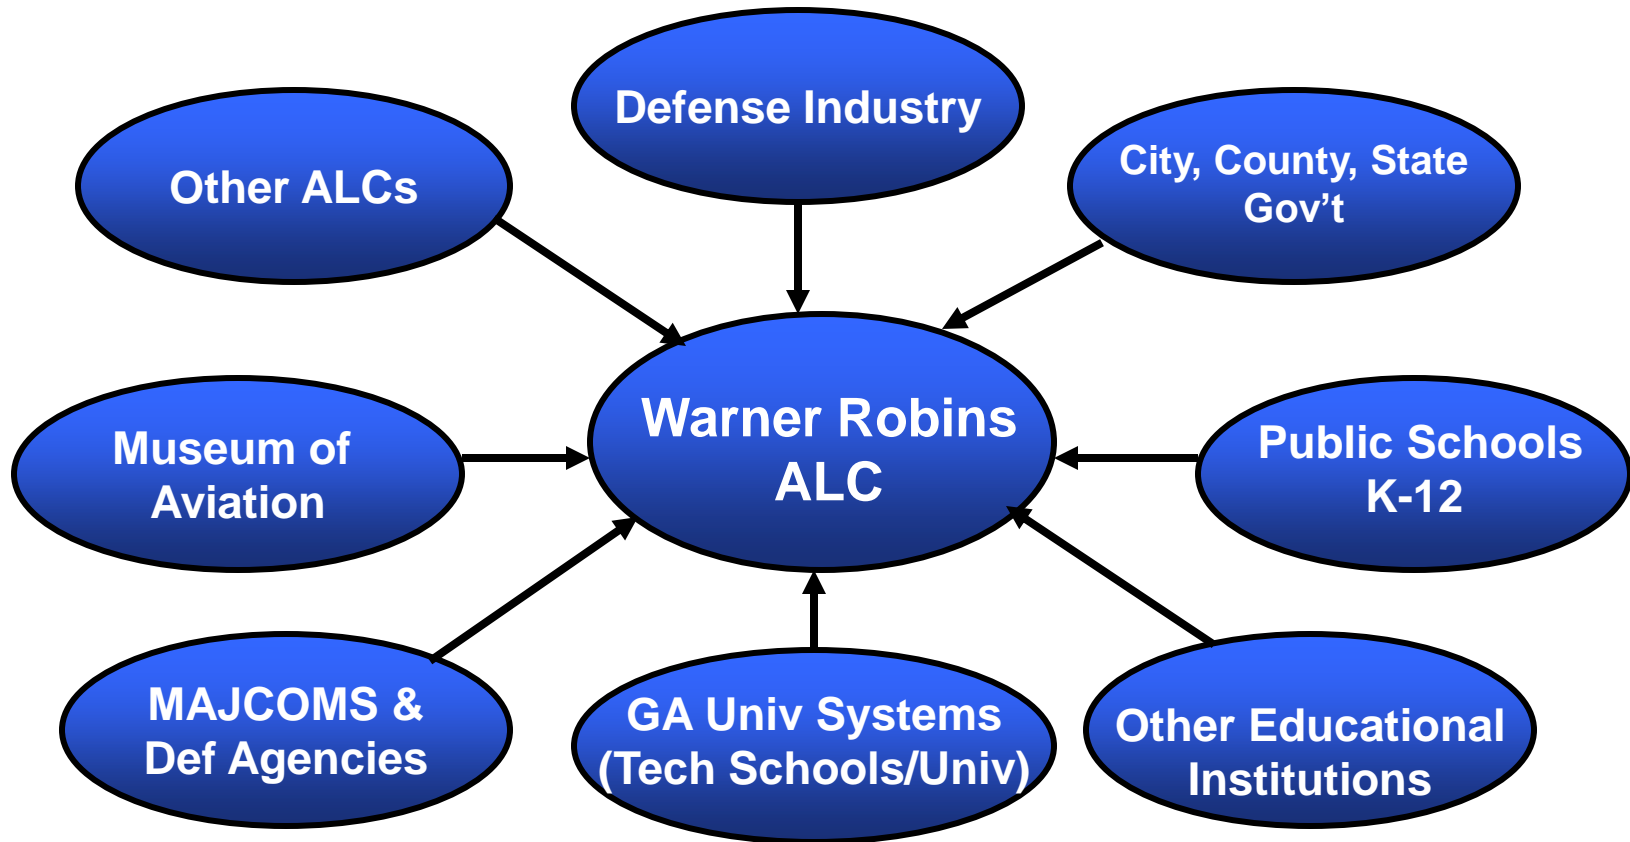 Defense Industry
Other ALCs
City, County, State
Gov’t
Warner Robins
ALC
Museum of
Aviation
Public Schools
K-12
MAJCOMS &
Def Agencies
GA Univ Systems
(Tech Schools/Univ)
Other Educational
Institutions